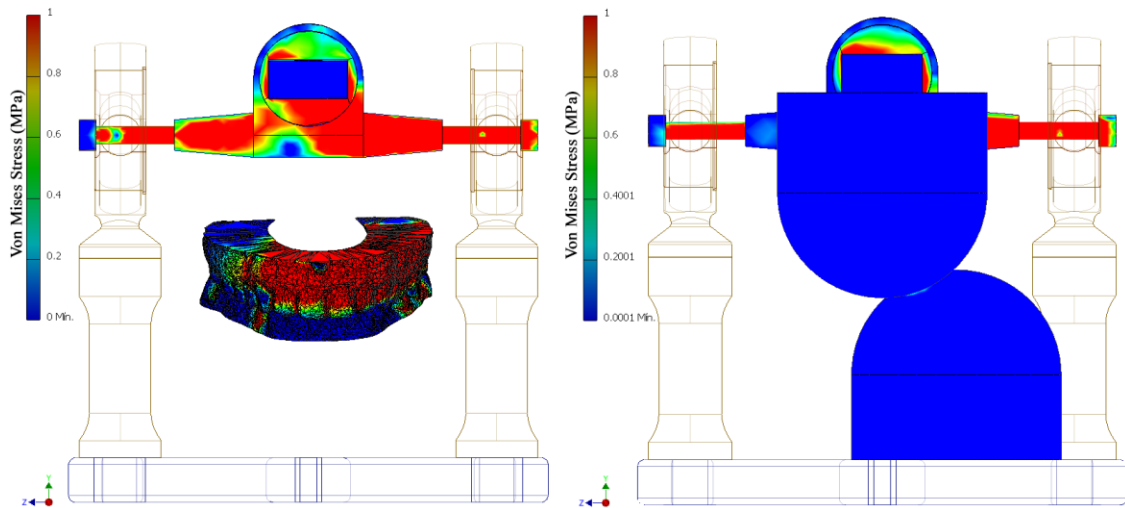 Von Mises Stress (MPa)
1
0.8
0.6
0.4
0.2
0 Min.
Y
Z
Von Mises Stress (MPa)
1
0.8
0.6
0.4001
0.2001
0.0001 Min.
Y
Z